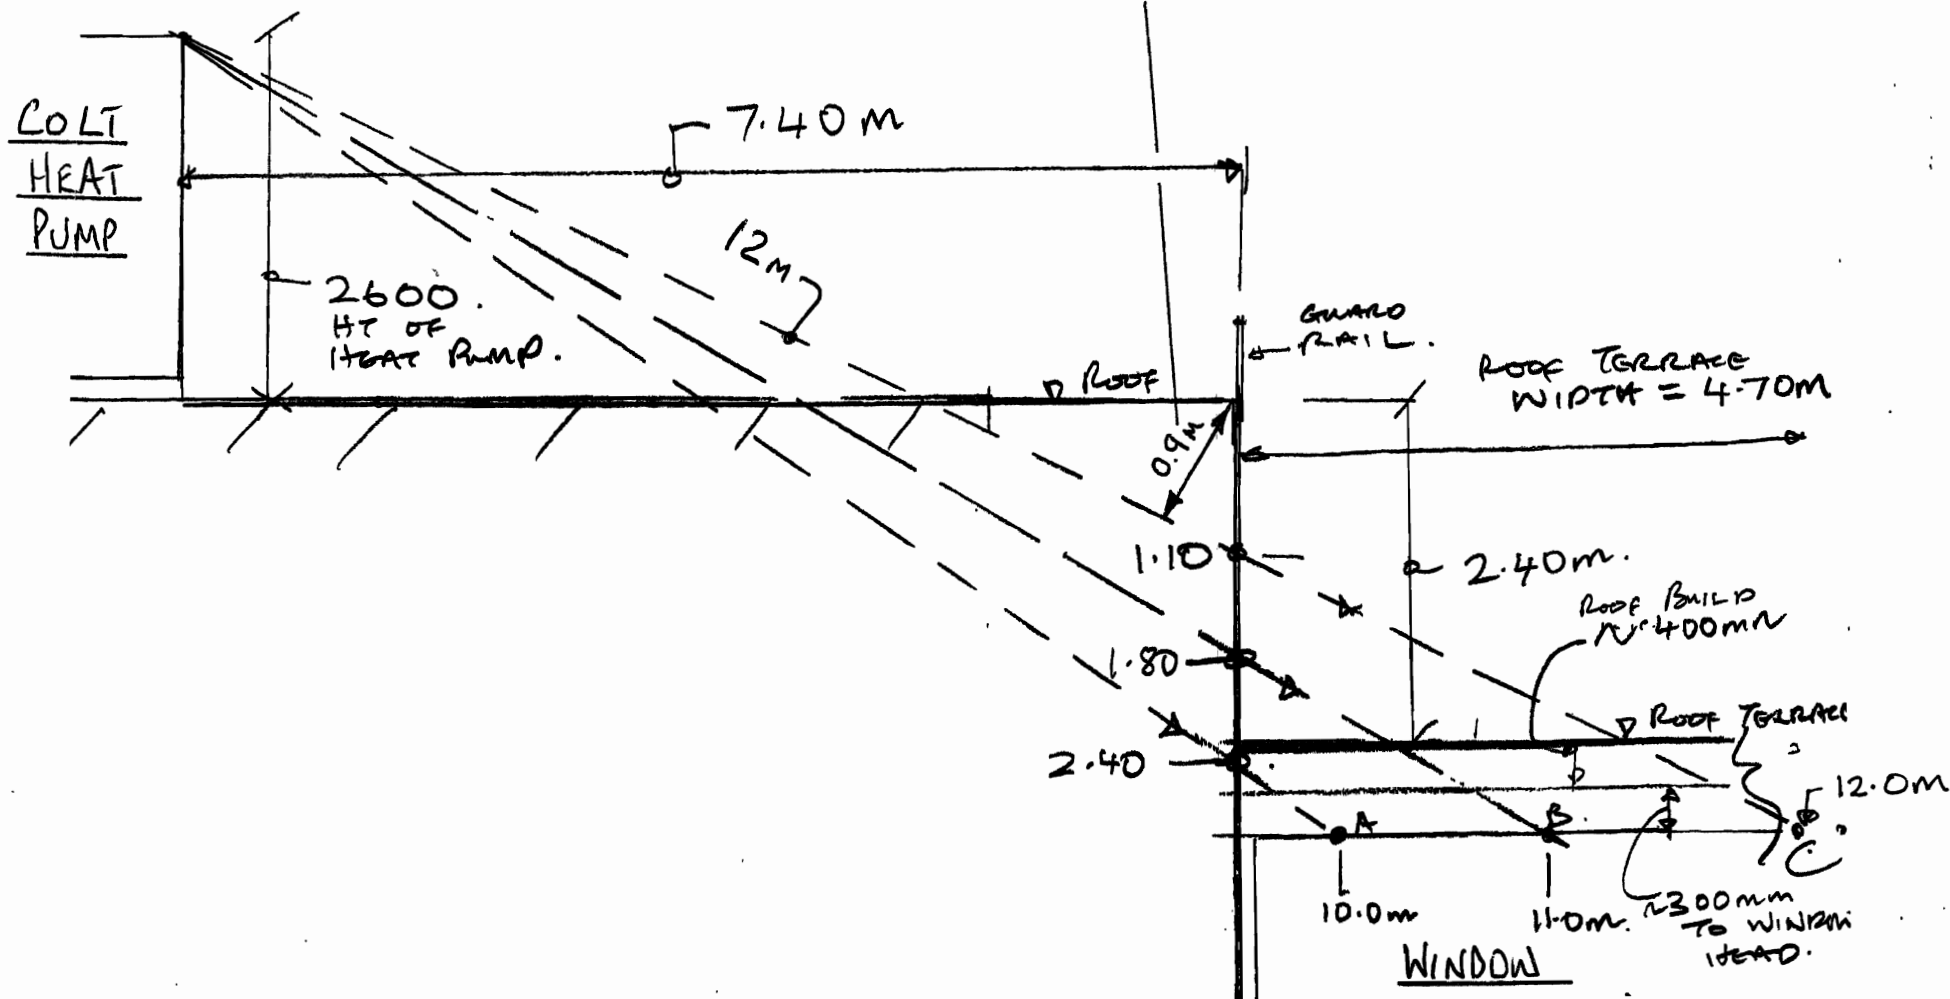 COLT
HEAT
PUMP
7.40 m
12m
2600.
HT OF
HEAT PUMP.
ROOF
GUARD
RAIL.
ROOF TERRACE
WIDTH = 4.70M
0.9M
1.10
2.40m.
ROOF BUILD
~400mm
1.80
ROOF TERRACE
2.40
12.0m
A
B
C
10.0m
11.0m.
~300mm
TO WINDOW
HEAD.
WINDOW